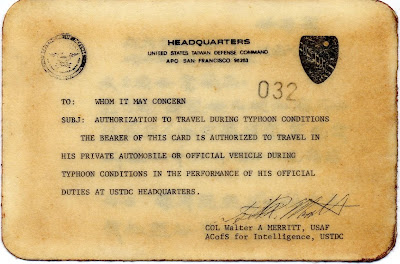 HEADQUARTERS
UNITED STATES TAIWAN DEFENSE COMMAND
APO SAN FRANCISCO 96263
032
TO: WHOM IT MAY CONCERN
SUBJ: AUTHORIZATION TO TRAVEL DURING TYPHOON CONDITIONS
THE BEARER OF THIS CARD IS AUTHORIZED TO TRAVEL IN
HIS PRIVATE AUTOMOBILE OR OFFICIAL VEHICLE DURING
TYPHOON CONDITIONS IN THE PERFORMANCE OF HIS OFFICIAL
DUTIES AT USTDC HEADQUARTERS.
COL Walter A MERRITT, USAF
ACofS for Intelligence, USTDC